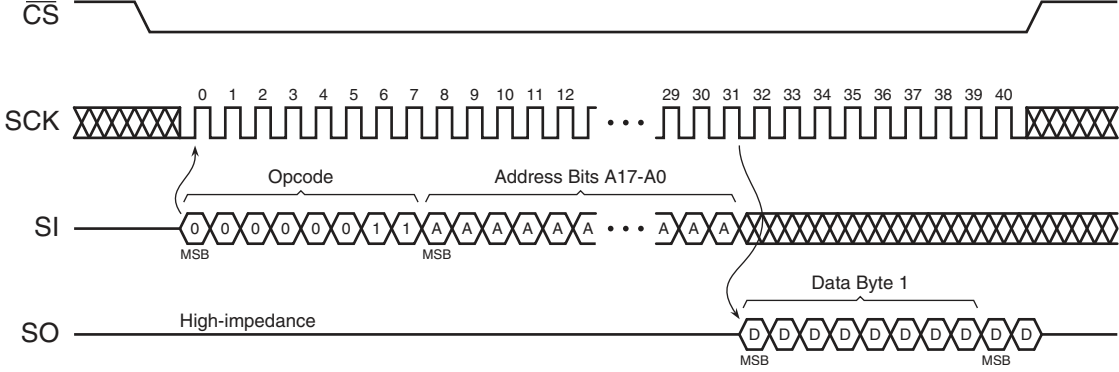 CS
SCK
0 1 2 3 4 5 6 7 8 9 10 11 12 29 30 31 32 33 34 35 36 37 38 39 40
Opcode
Address Bits A17-A0
SI
0 0 0 0 0 0 1 1 A A A A A A A A A
MSB
MSB
Data Byte 1
SO
High-impedance
D D D D D D D D D D
MSB
MSB